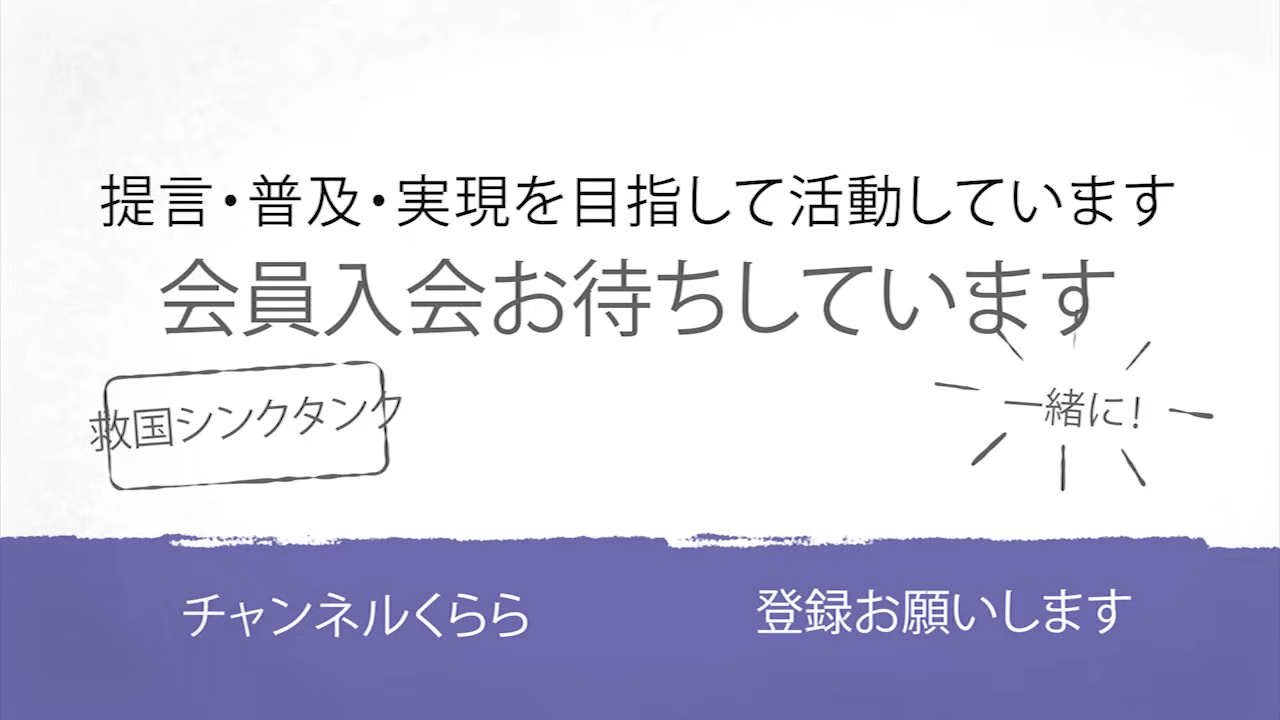 提言・普及・実現を目指して活動しています
会員入会お待ちしています
救国シンクタンク
一緒に!
チャンネルくらら
登録お願いします